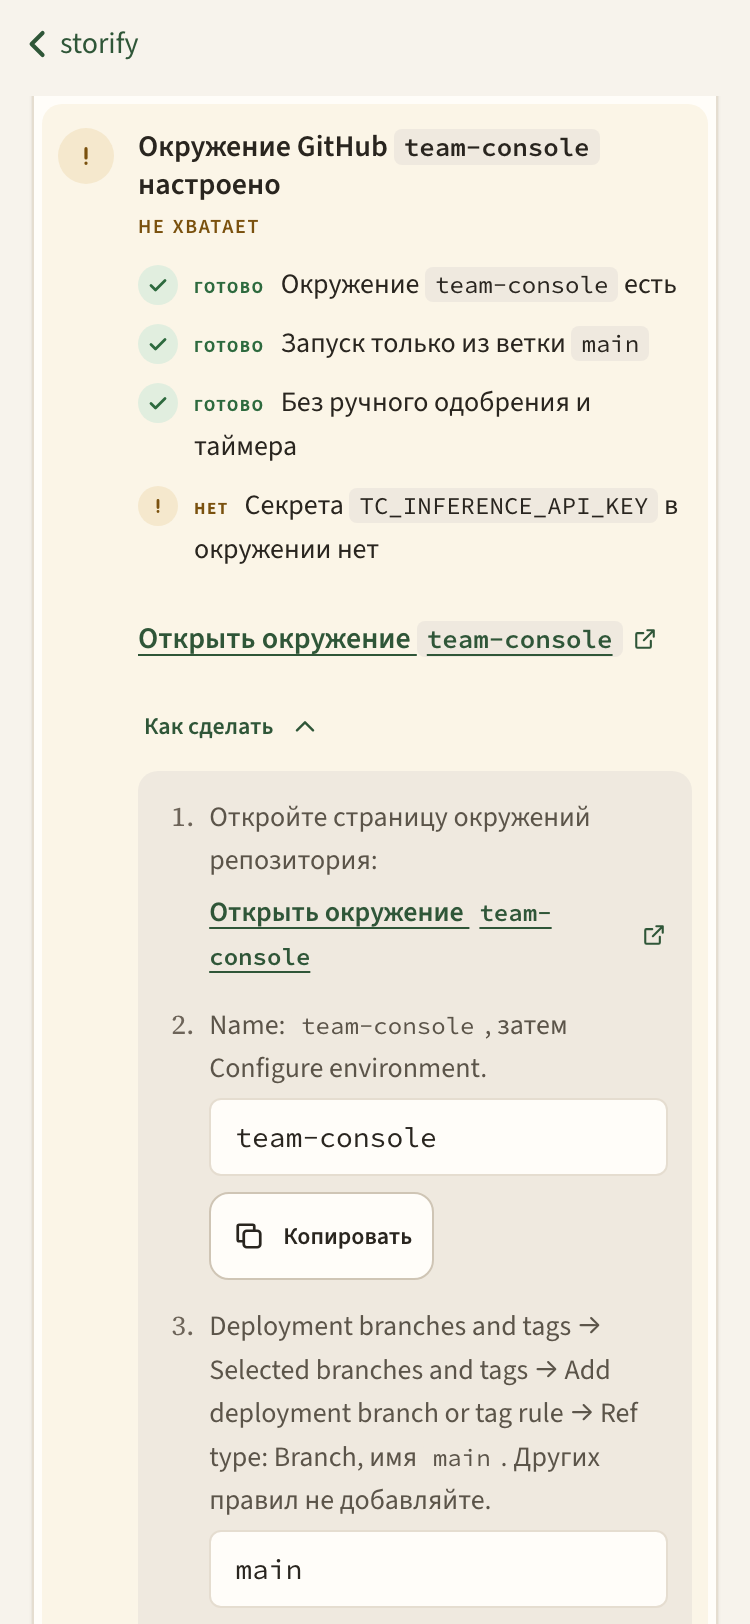 storify
Окружение GitHub team-console
настроено
НЕ ХВАТАЕТ
ГОТОВО Окружение team-console есть
ГОТОВО Запуск только из ветки main
ГОТОВО Без ручного одобрения и
таймера
НЕТ Секрета TC_INFERENCE_API_KEY в
окружении нет
Открыть окружение team-console
Как сделать
1. Откройте страницу окружений
репозитория:
Открыть окружение team-
console
2. Name: team-console , затем
Configure environment.
team-console
Копировать
3. Deployment branches and tags →
Selected branches and tags → Add
deployment branch or tag rule → Ref
type: Branch, имя main . Других
правил не добавляйте.
main